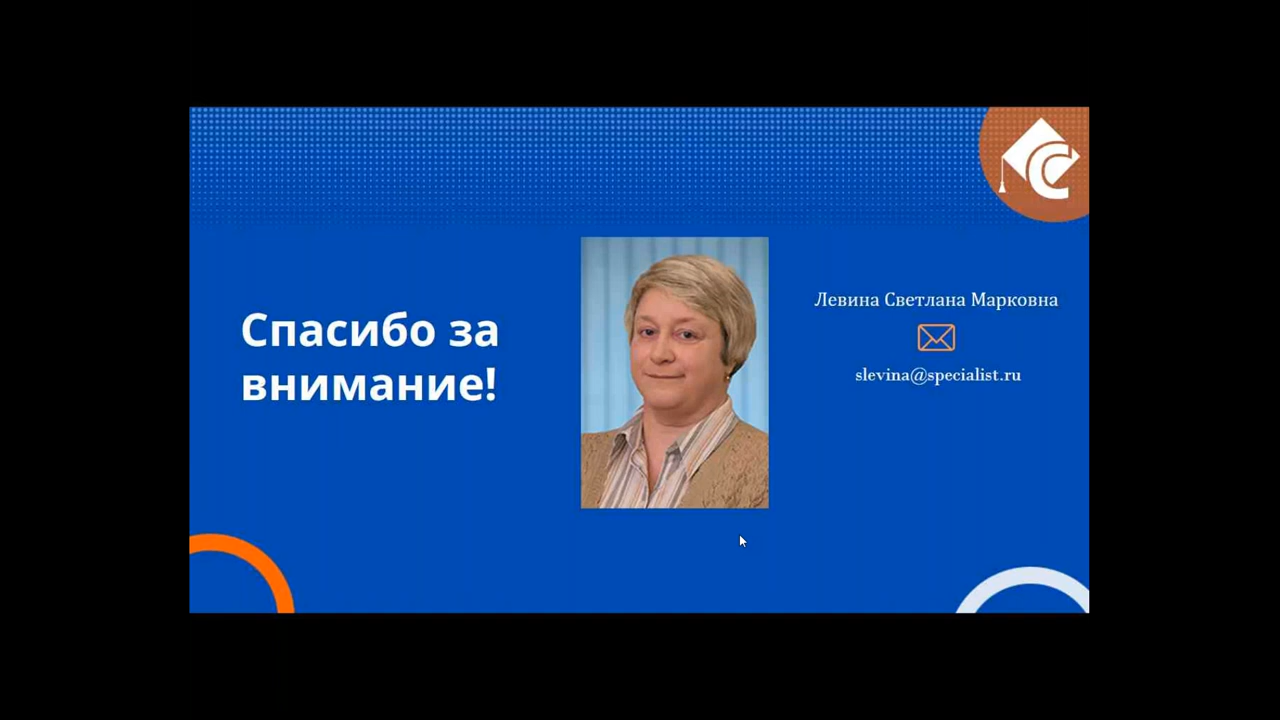 Спасибо за
внимание!
Левина Светлана Марковна
slevina@specialist.ru